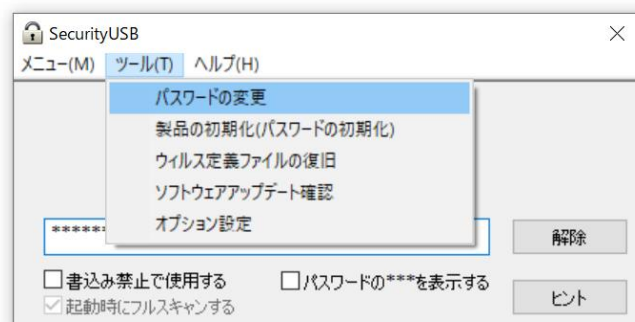 SecurityUSB
メニュー(M) ツール(T) ヘルプ(H)
パスワードの変更
製品の初期化(パスワードの初期化)
ウィルス定義ファイルの復旧
ソフトウェアアップデート確認
オプション設定
******
解除
書込み禁止で使用する パスワードの***を表示する
起動時にフルスキャンする
ヒント